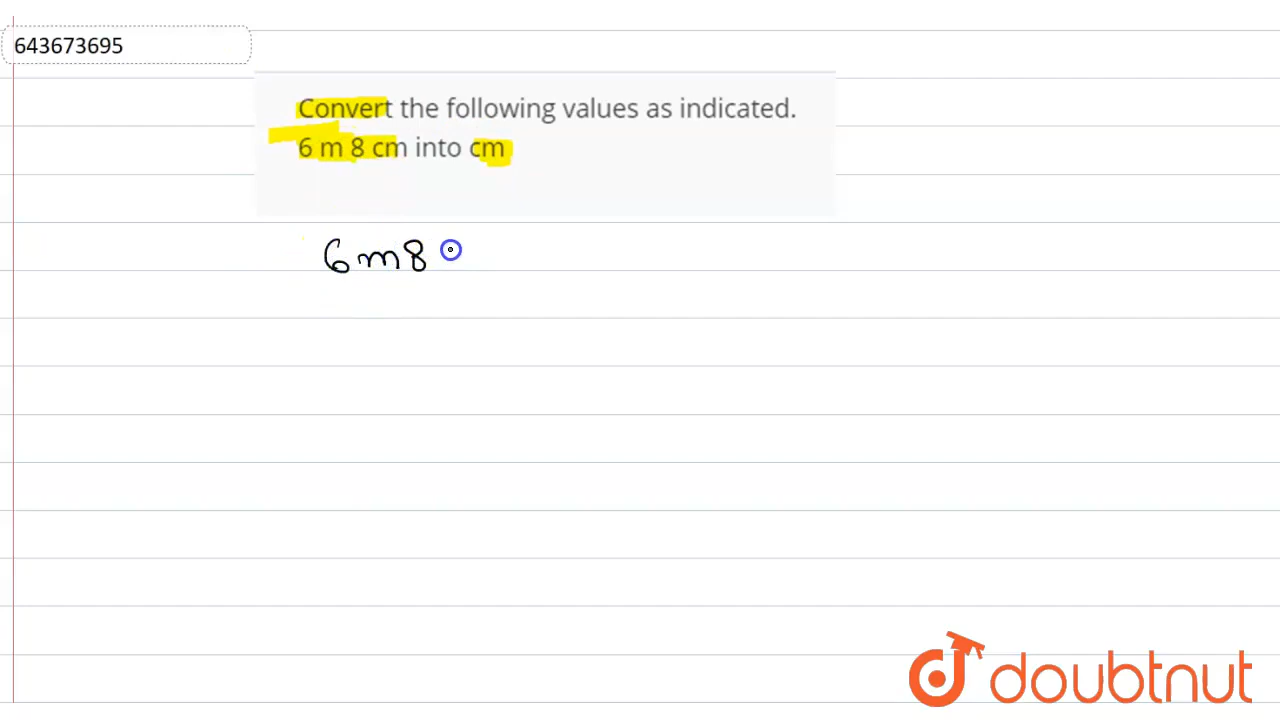 643673695
Convert the following values as indicated.
6 m 8 cm into cm
6 m 8
doubtnut